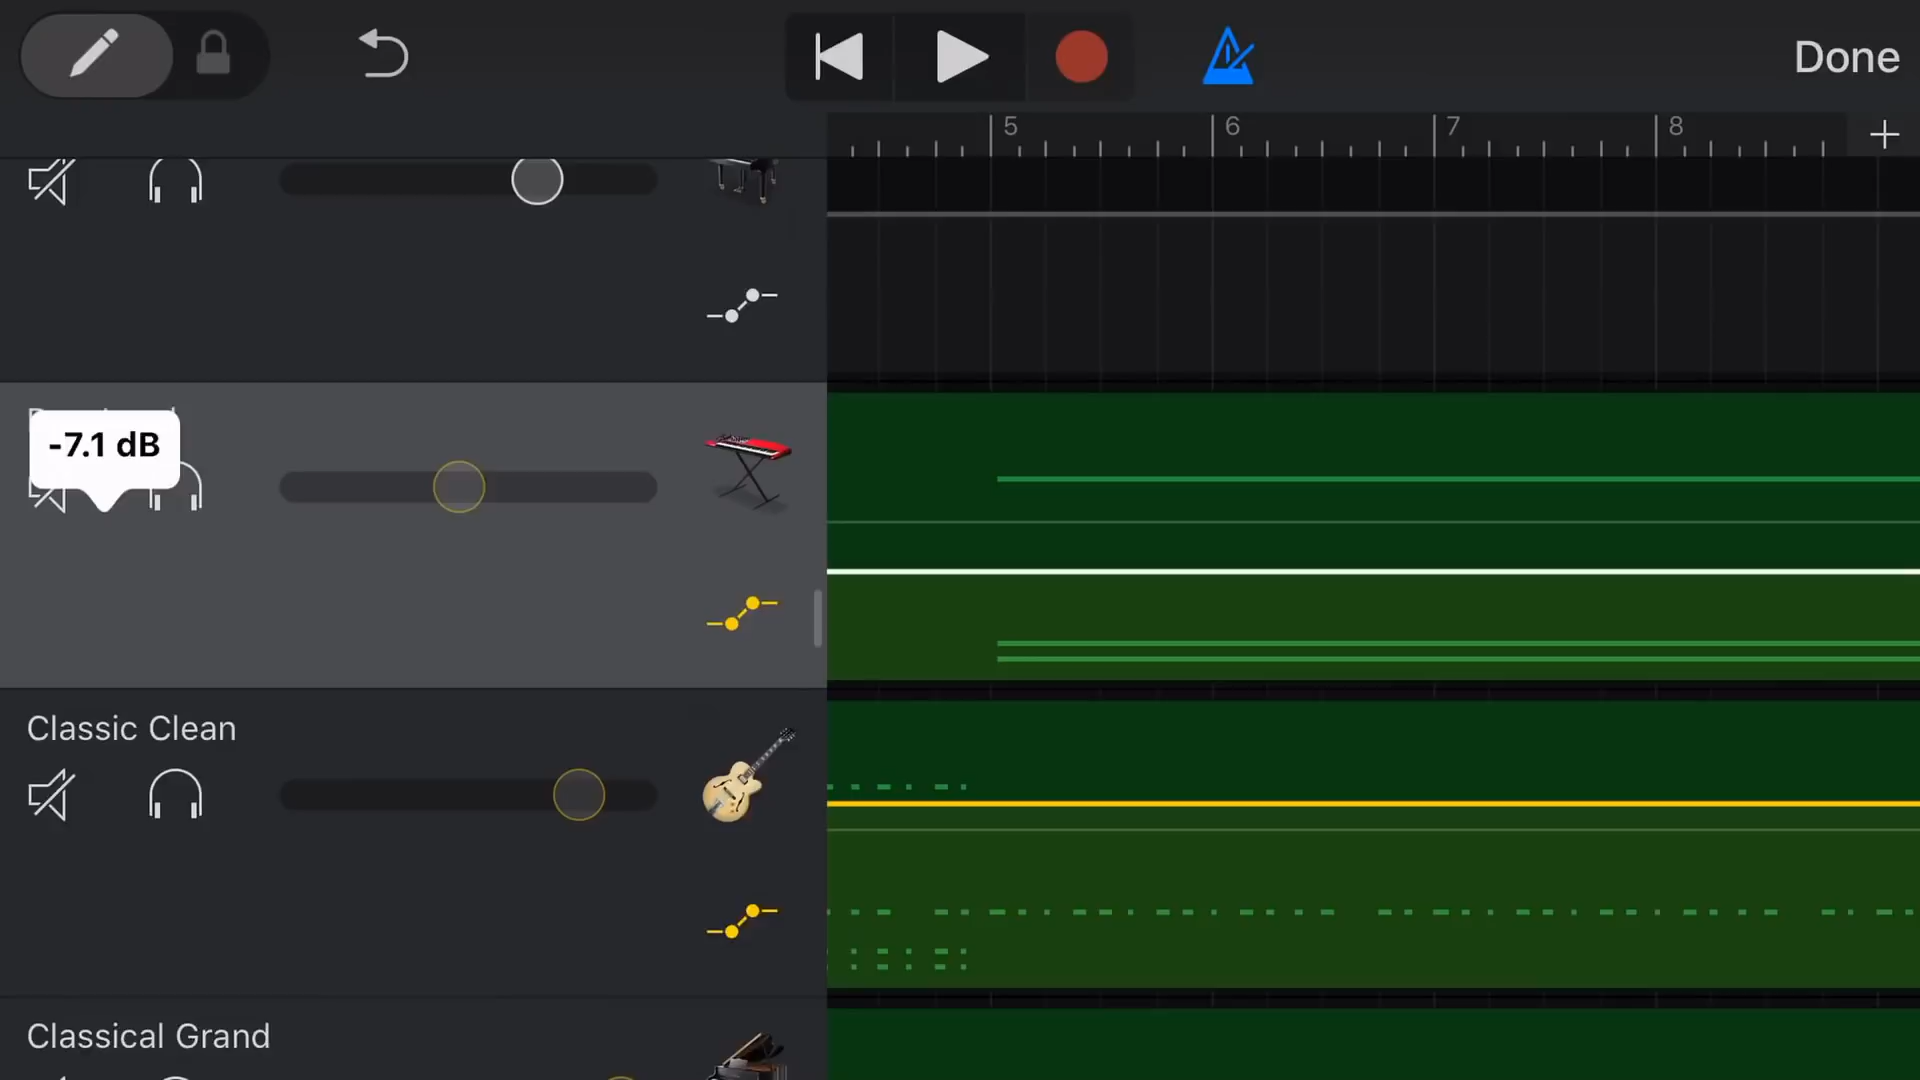 Done
5 6 7 8
-7.1 dB
Classic Clean
Classical Grand